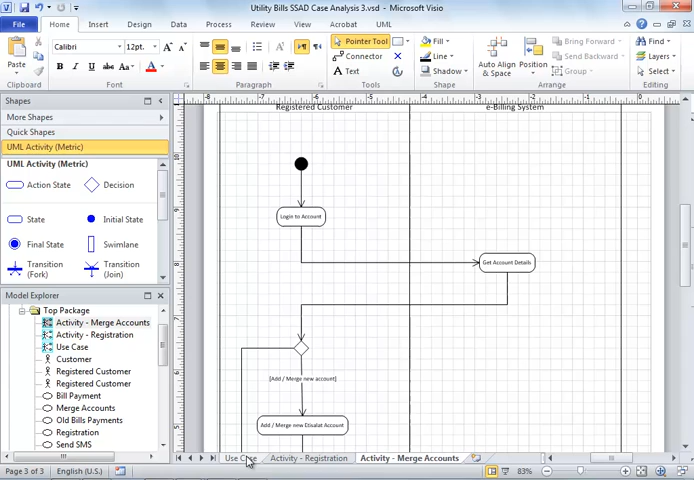 Utility Bills SSAD Case Analysis 3.vsd - Microsoft Visio
File Home Insert Design Data Process Review View Acrobat UML
Calibri 12pt.
Paste
Pointer Tool
Connector
Text
Fill
Line
Shadow
Auto Align & Space
Position
Bring Forward
Send Backward
Group
Find
Layers
Select
Clipboard Font Paragraph Tools Shape Arrange Editing
Shapes
More Shapes
Quick Shapes
UML Activity (Metric)
UML Activity (Metric)
Action State Decision
State Initial State
Final State Swimlane
Transition (Fork) Transition (Join)
Model Explorer
Top Package
Activity - Merge Accounts
Activity - Registration
Use Case
Customer
Registered Customer
Registered Customer
Bill Payment
Merge Accounts
Old Bills Payments
Registration
Send SMS
Registered Customer e-Billing System
Login to Account
Get Account Details
[Add / Merge new account]
Add / Merge new Etisalat Account
Use Case Activity - Registration Activity - Merge Accounts
Page 3 of 3 English (U.S.) 83%